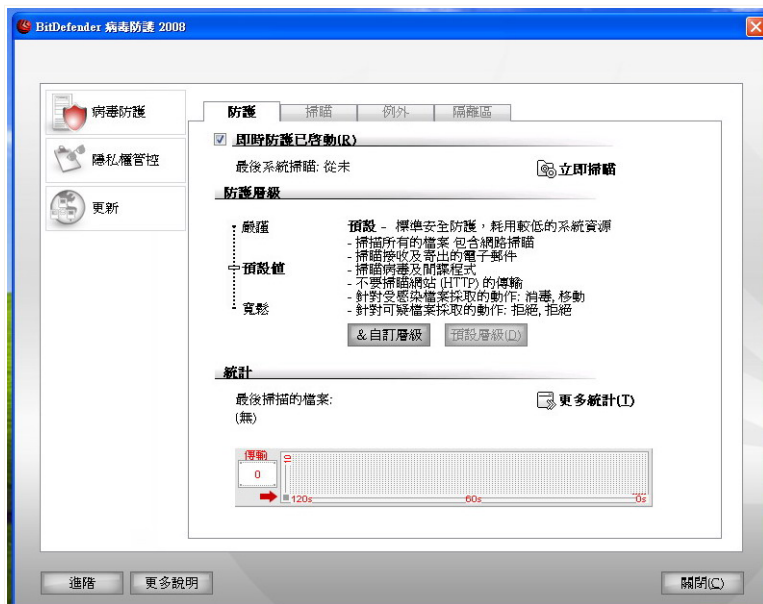 BitDefender 病毒防護 2008
病毒防護
隱私權管控
更新
防護 掃瞄 例外 隔離區
即時防護已啓動(R)
最後系統掃瞄: 從未
立即掃瞄
防護層級
嚴謹
預設值
寬鬆
預設 - 標準安全防護，耗用較低的系統資源
- 掃描所有的檔案 包含網路掃瞄
- 掃瞄接收及寄出的電子郵件
- 掃瞄病毒及間諜程式
- 不要掃瞄網站 (HTTP) 的傳輸
- 針對受感染檔案採取的動作: 消毒, 移動
- 針對可疑檔案採取的動作: 拒絕, 拒絕
&自訂層級 預設層級(D)
統計
最後掃描的檔案:
(無)
更多統計(T)
傳輸
0
10
120s 60s 0s
進階 更多說明 關閉(C)